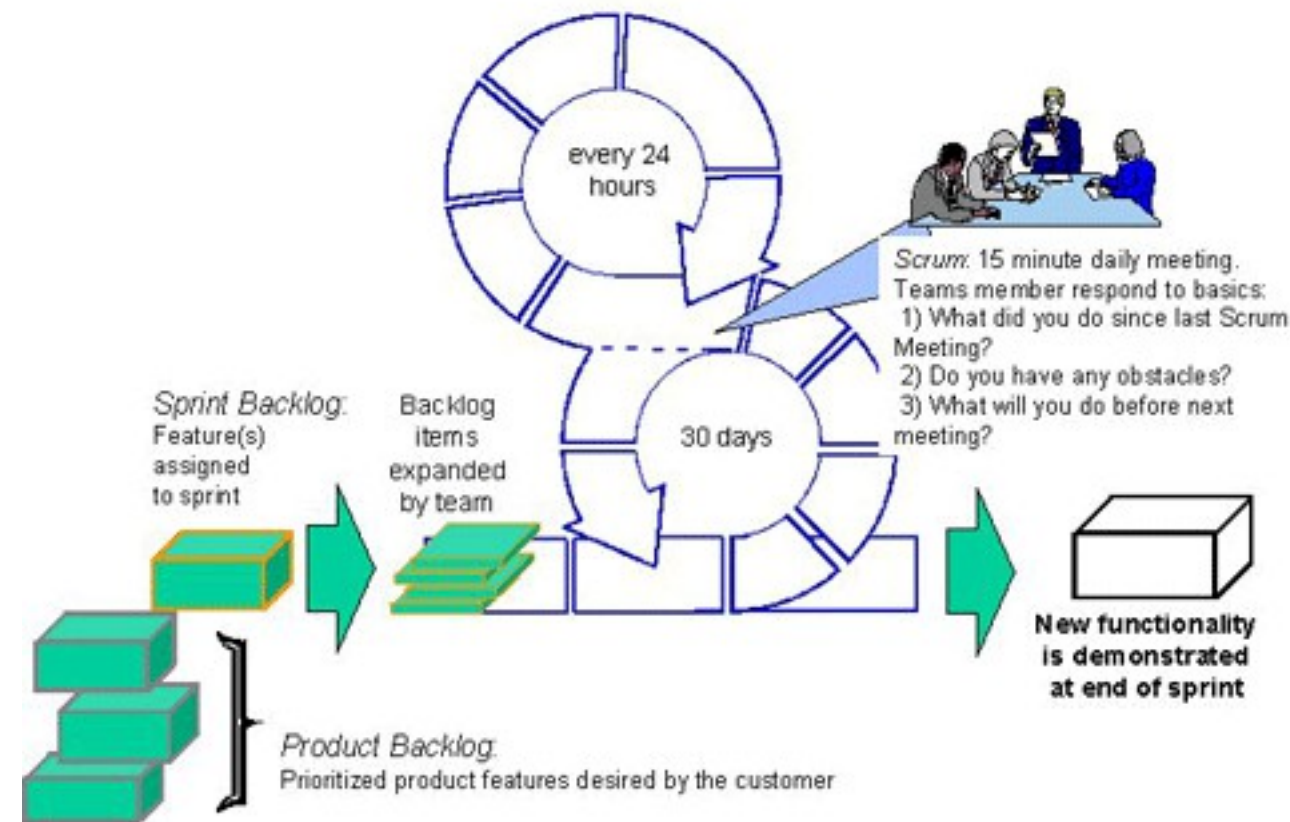 every 24
hours
Scrum: 15 minute daily meeting.
Teams member respond to basics:
1) What did you do since last Scrum
Meeting?
2) Do you have any obstacles?
3) What will you do before next
meeting?
30 days
Sprint Backlog:
Feature(s)
assigned
to sprint
Backlog
items
expanded
by team
New functionality
is demonstrated
at end of sprint
Product Backlog:
Prioritized product features desired by the customer